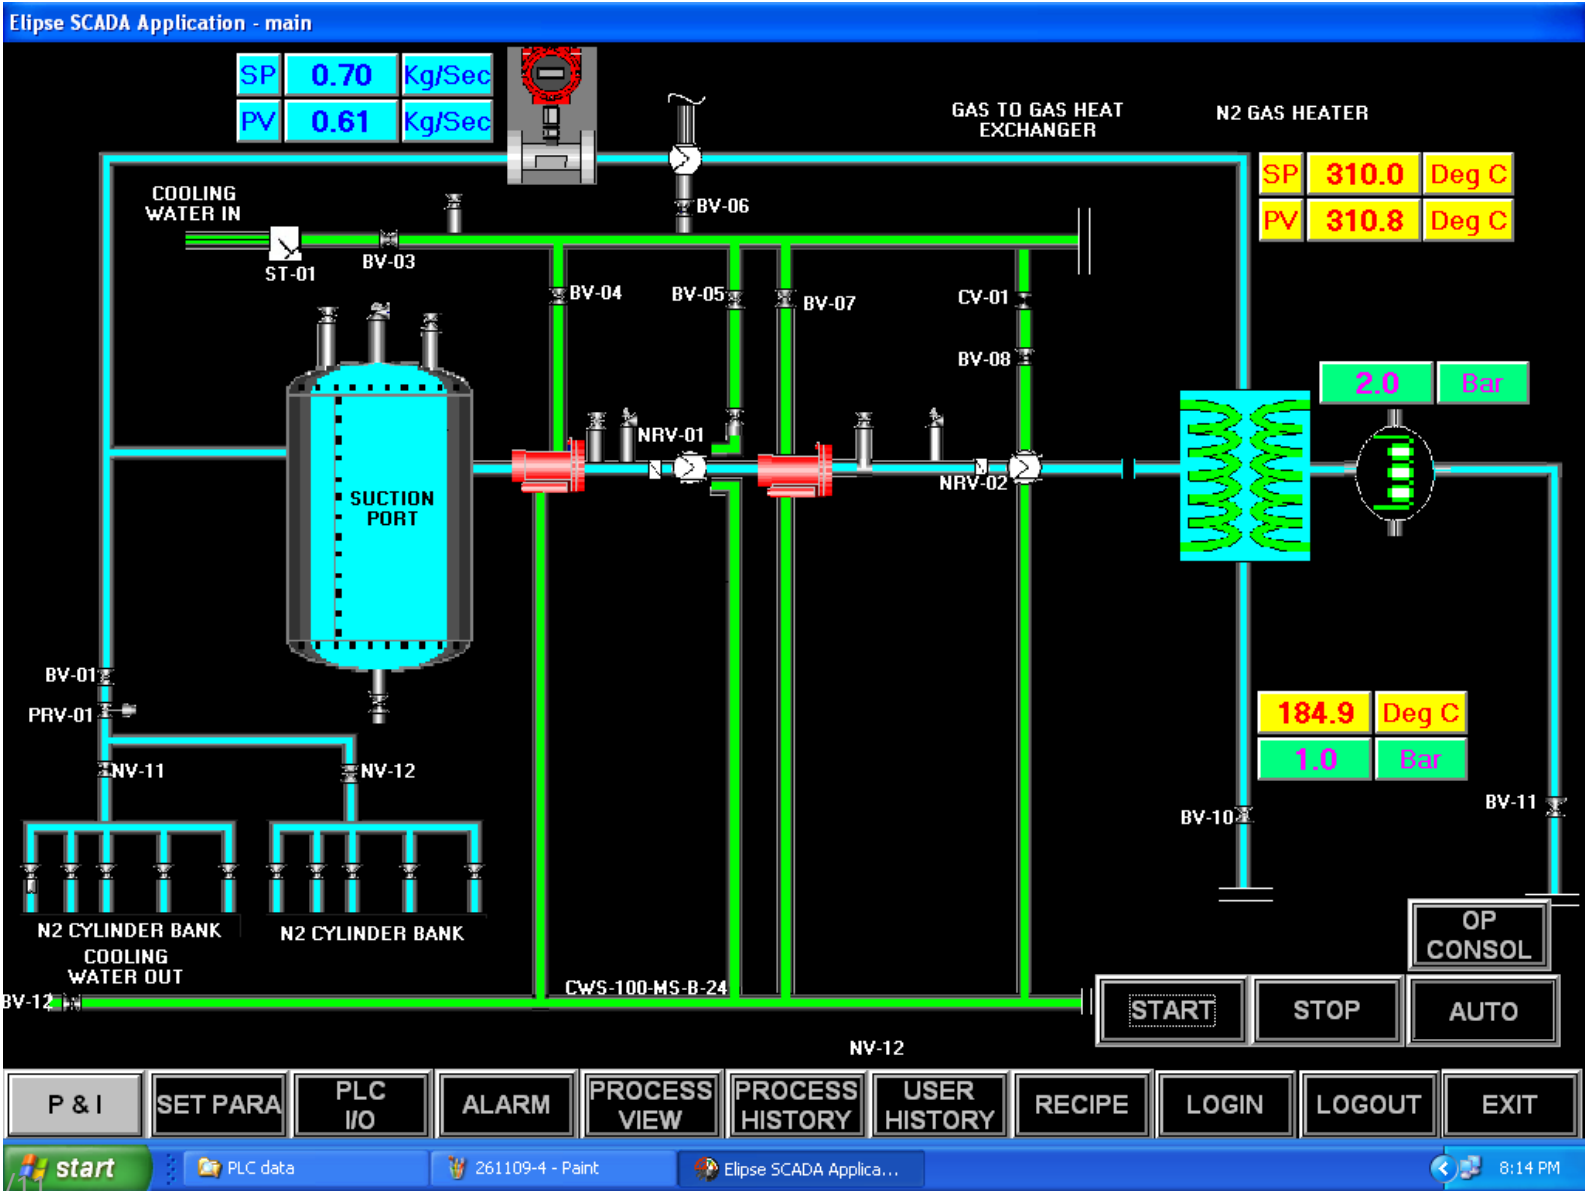 Elipse SCADA Application - main
SP 0.70 Kg/Sec
PV 0.61 Kg/Sec
GAS TO GAS HEAT
EXCHANGER
N2 GAS HEATER
SP 310.0 Deg C
PV 310.8 Deg C
COOLING
WATER IN
BV-06
ST-01
BV-03
BV-04
BV-05
BV-07
CV-01
BV-08
2.0 Bar
NRV-01
NRV-02
SUCTION
PORT
BV-01
PRV-01
184.9 Deg C
1.0 Bar
NV-11
NV-12
BV-10
BV-11
N2 CYLINDER BANK
N2 CYLINDER BANK
COOLING
WATER OUT
OP
CONSOL
CWS-100-MS-B-24
BV-12
START
STOP
AUTO
NV-12
P & I
SET PARA
PLC
I/O
ALARM
PROCESS
VIEW
PROCESS
HISTORY
USER
HISTORY
RECIPE
LOGIN
LOGOUT
EXIT
start
PLC data
261109-4 - Paint
Elipse SCADA Applica...
8:14 PM